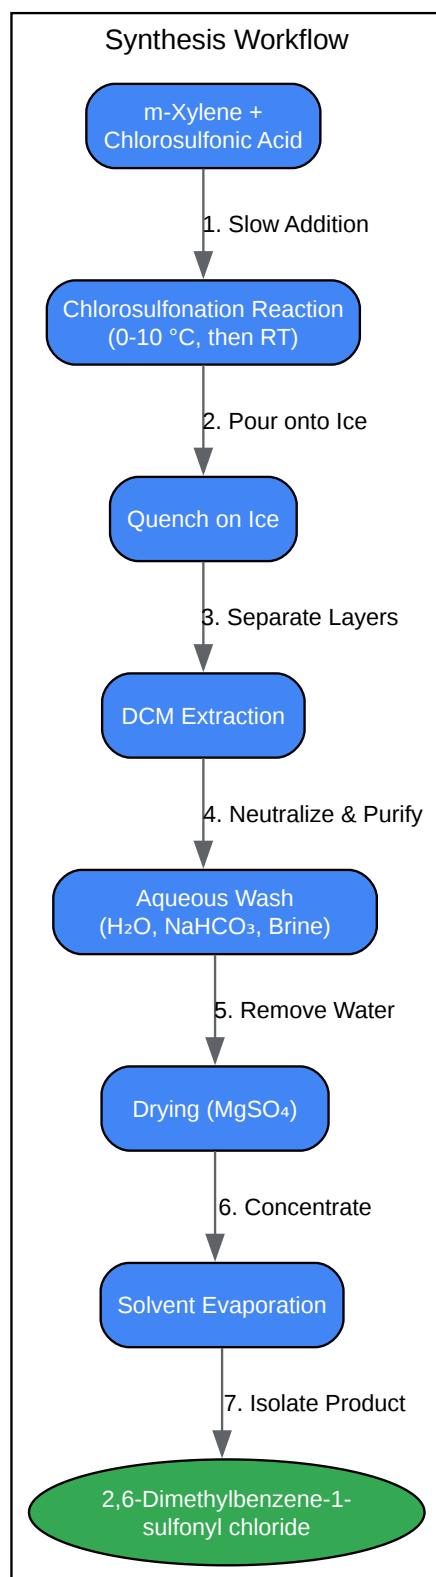 Synthesis Workflow
m-Xylene +
Chlorosulfonic Acid
1. Slow Addition
Chlorosulfonation Reaction
(0-10 °C, then RT)
2. Pour onto Ice
Quench on Ice
3. Separate Layers
DCM Extraction
4. Neutralize & Purify
Aqueous Wash
(H₂O, NaHCO₃, Brine)
5. Remove Water
Drying (MgSO₄)
6. Concentrate
Solvent Evaporation
7. Isolate Product
2,6-Dimethylbenzene-1-
sulfonyl chloride